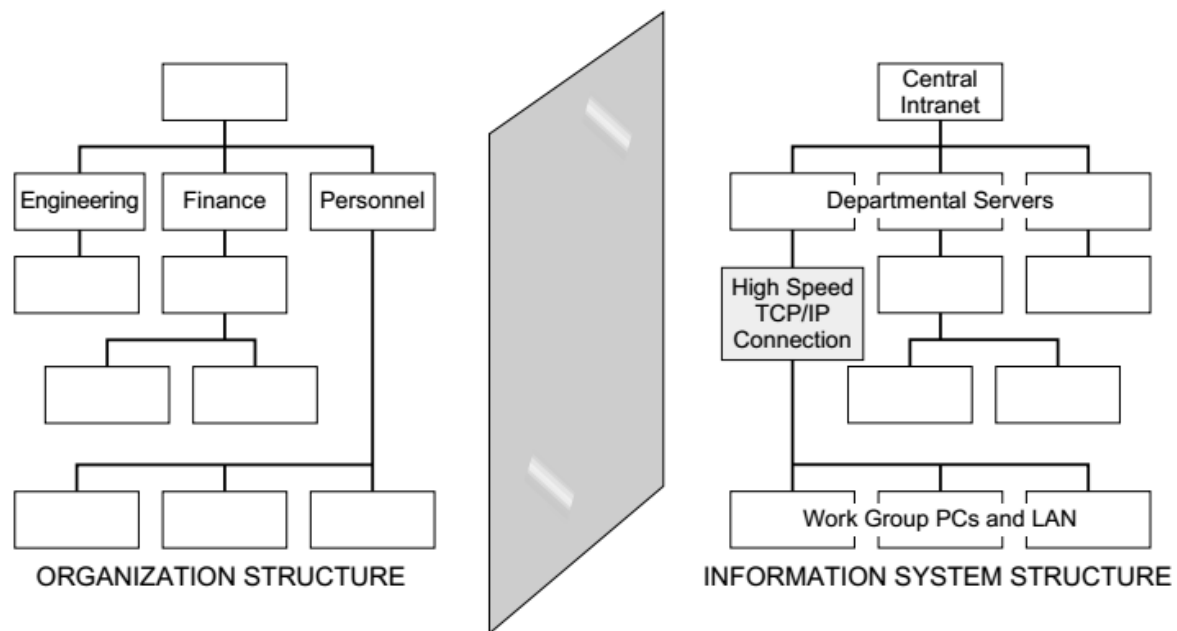 Central
Intranet
Engineering
Finance
Personnel
Departmental Servers
High Speed
TCP/IP
Connection
Work Group PCs and LAN
ORGANIZATION STRUCTURE
INFORMATION SYSTEM STRUCTURE